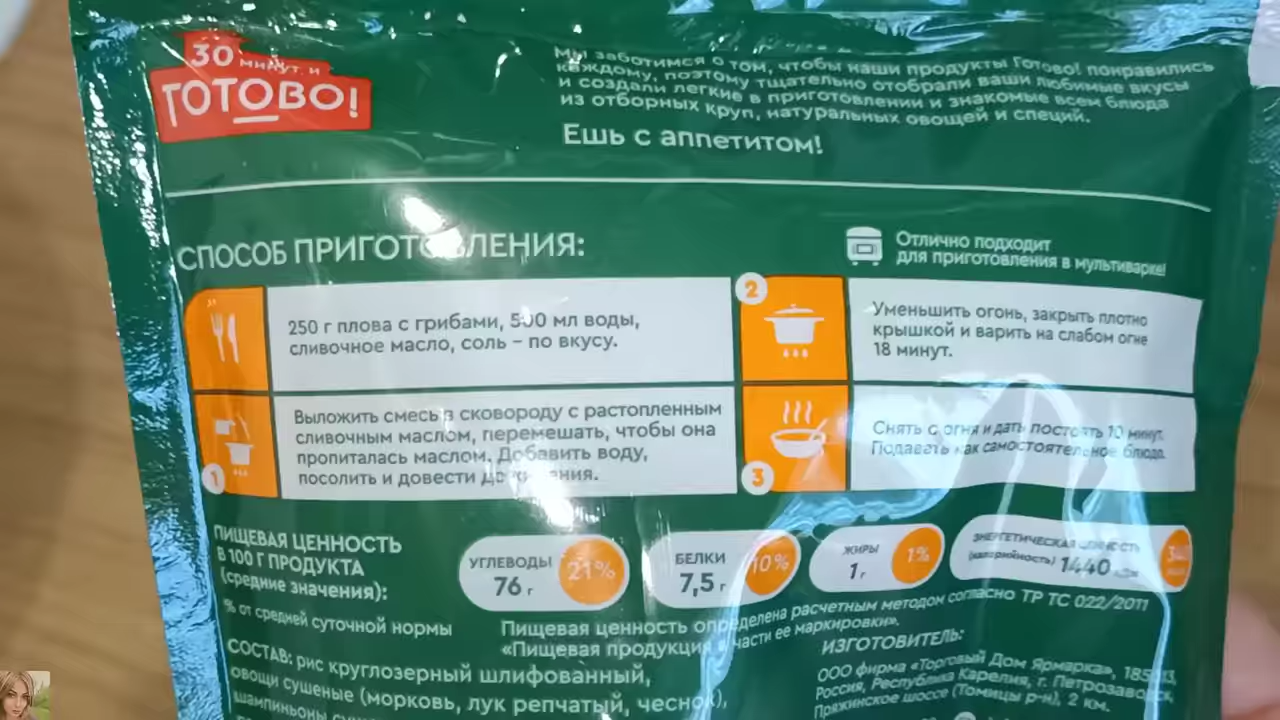 30 минут и
ГОТОВО!
Мы заботимся о том, чтобы наши продукты Готово! понравились
каждому, поэтому тщательно отобрали ваши любимые вкусы
и создали легкие в приготовлении и знакомые всем блюда
из отборных круп, натуральных овощей и специй.
Ешь с аппетитом!
СПОСОБ ПРИГОТОВЛЕНИЯ:
Отлично подходит
для приготовления в мультиварке!
250 г плова с грибами, 500 мл воды,
сливочное масло, соль – по вкусу.
1
Выложить смесь в сковороду с растопленным
сливочным маслом, перемешать, чтобы она
пропиталась маслом. Добавить воду,
посолить и довести до кипения.
2
Уменьшить огонь, закрыть плотно
крышкой и варить на слабом огне
18 минут.
3
Снять с огня и дать постоять 10 минут.
Подавать как самостоятельное блюдо.
ПИЩЕВАЯ ЦЕННОСТЬ
В 100 Г ПРОДУКТА
(средние значения):
% от средней суточной нормы
УГЛЕВОДЫ
76 г
21%
БЕЛКИ
7,5 г
10%
ЖИРЫ
1 г
1%
ЭНЕРГЕТИЧЕСКАЯ ЦЕННОСТЬ
(калорийность) 1440 кДж
Пищевая ценность определена расчетным методом согласно ТР ТС 022/2011
«Пищевая продукция в части ее маркировки».
СОСТАВ: рис круглозерный шлифованный,
овощи сушеные (морковь, лук репчатый, чеснок),
шампиньоны
ИЗГОТОВИТЕЛЬ:
ООО фирма «Торговый Дом Ярмарка»,
Россия, Республика Карелия, г. Петрозаводск,
Пряжинское шоссе (Томицы р-н), 2 км.